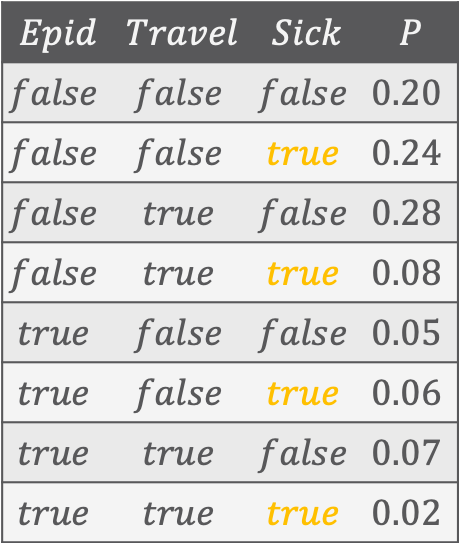 Epid Travel Sick P
false false false 0.20
false false true 0.24
false true false 0.28
false true true 0.08
true false false 0.05
true false true 0.06
true true false 0.07
true true true 0.02